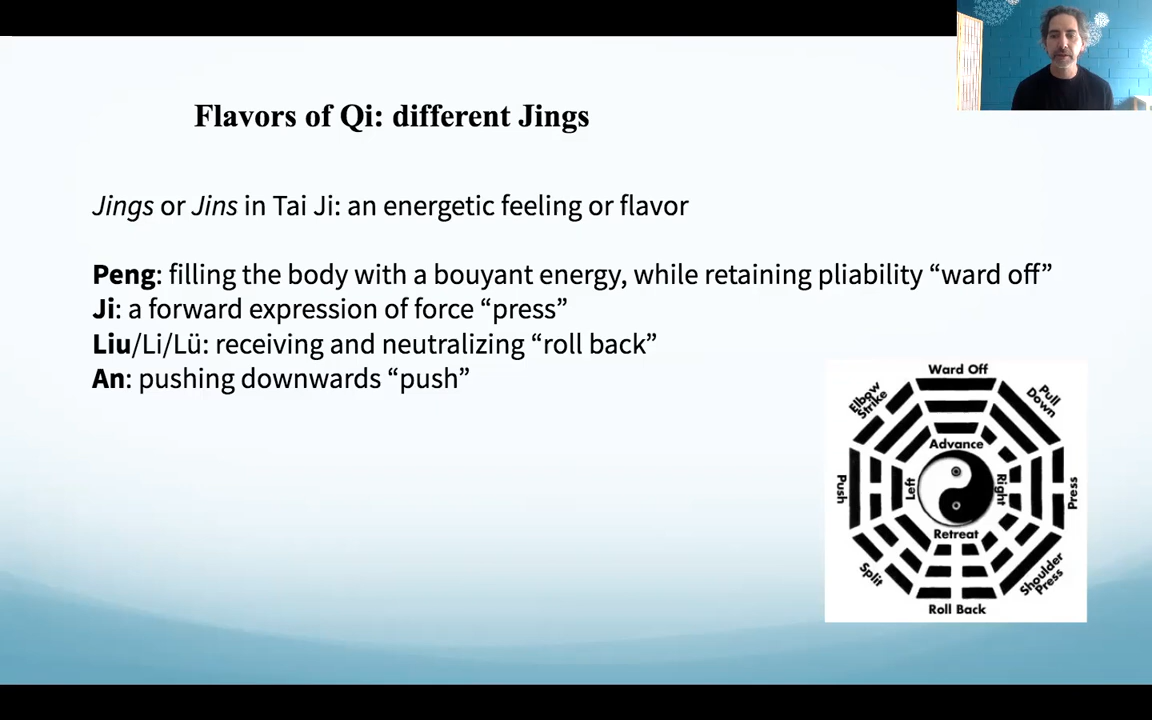 Flavors of Qi: different Jings
Jings or Jins in Tai Ji: an energetic feeling or flavor
Peng: filling the body with a bouyant energy, while retaining pliability “ward off”
Ji: a forward expression of force “press”
Liu/Li/Lü: receiving and neutralizing “roll back”
An: pushing downwards “push”
Ward Off
Elbow
Strike
Pull
Down
Advance
Push
Left
Right
Press
Retreat
Split
Shoulder
Press
Roll Back